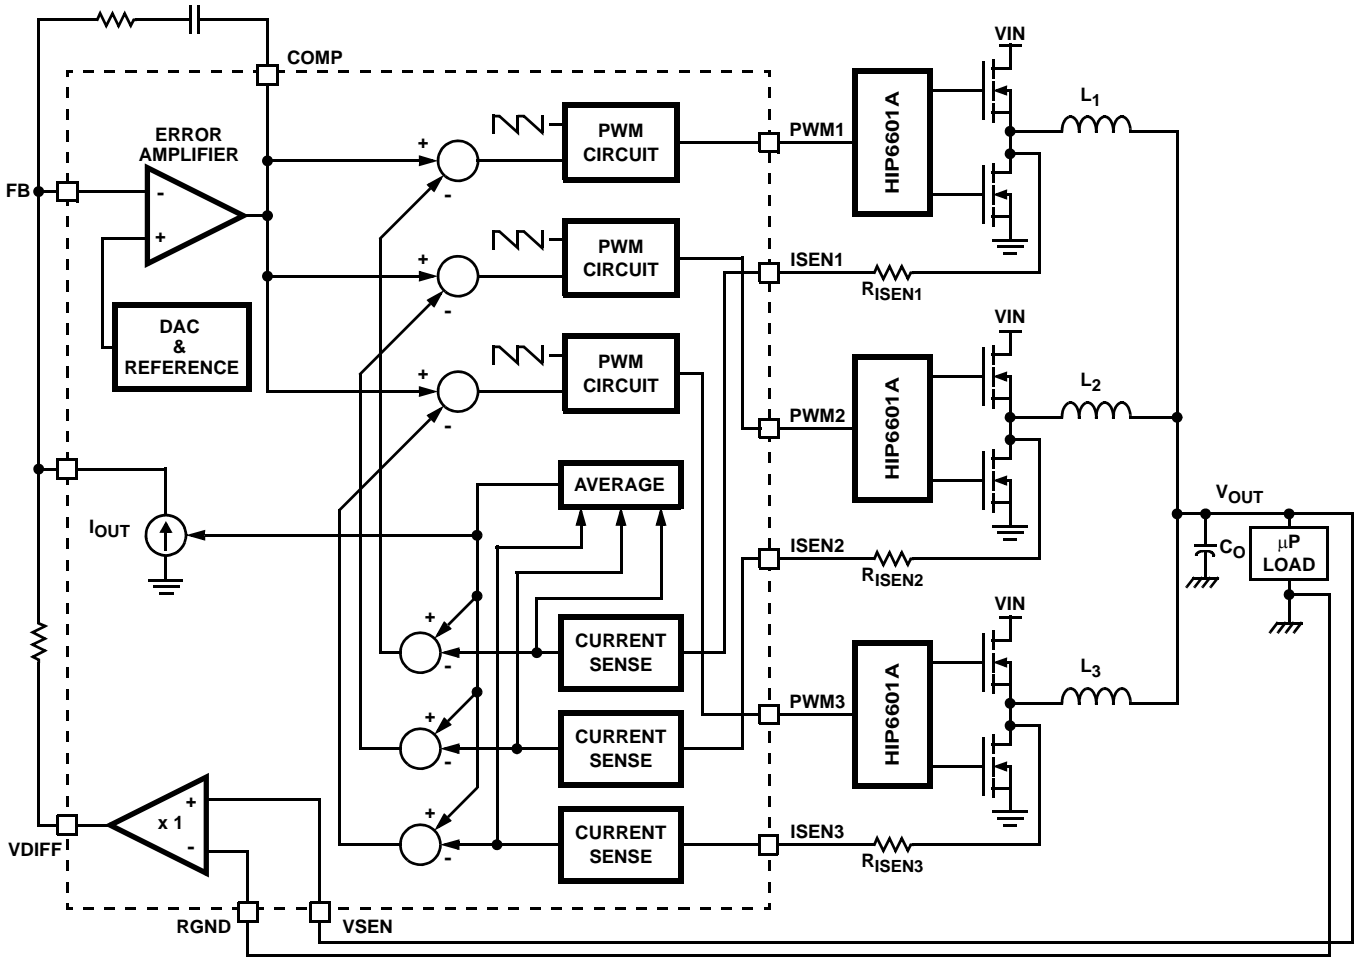 COMP
ERROR
AMPLIFIER
FB
-
+
DAC
&
REFERENCE
+
-
PWM
CIRCUIT
+
-
PWM
CIRCUIT
+
-
PWM
CIRCUIT
PWM1
HIP6601A
VIN
L1
ISEN1
RISEN1
PWM2
HIP6601A
VIN
L2
ISEN2
RISEN2
PWM3
HIP6601A
VIN
L3
ISEN3
RISEN3
VOUT
CO
µP
LOAD
IOUT
AVERAGE
+
-
CURRENT
SENSE
+
-
CURRENT
SENSE
+
-
CURRENT
SENSE
+
x 1
-
VDIFF
RGND
VSEN